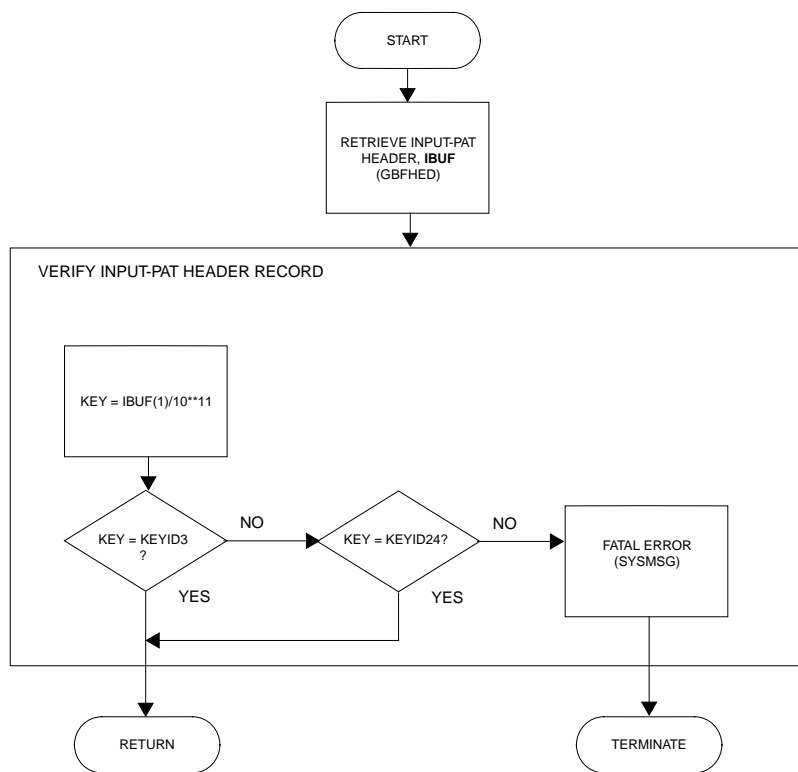 START
RETRIEVE INPUT-PAT
HEADER, IBUF
(GBFHED)
VERIFY INPUT-PAT HEADER RECORD
KEY = IBUF(1)/10**11
KEY = KEYID3
?
NO
YES
KEY = KEYID24?
NO
YES
FATAL ERROR
(SYSMSG)
RETURN
TERMINATE